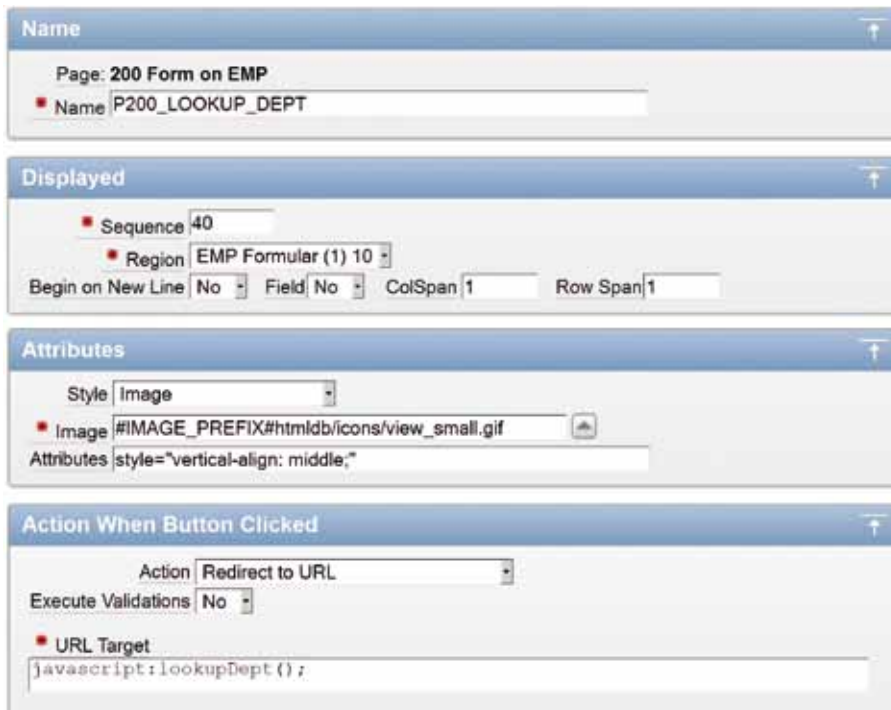 Name
Page: 200 Form on EMP
Name P200_LOOKUP_DEPT
Displayed
Sequence 40
Region EMP Formular (1) 10
Begin on New Line No Field No ColSpan 1 Row Span 1
Attributes
Style Image
Image #IMAGE_PREFIX#htmldb/icons/view_small.gif
Attributes style="vertical-align: middle;"
Action When Button Clicked
Action Redirect to URL
Execute Validations No
URL Target
javascript:lookupDept();